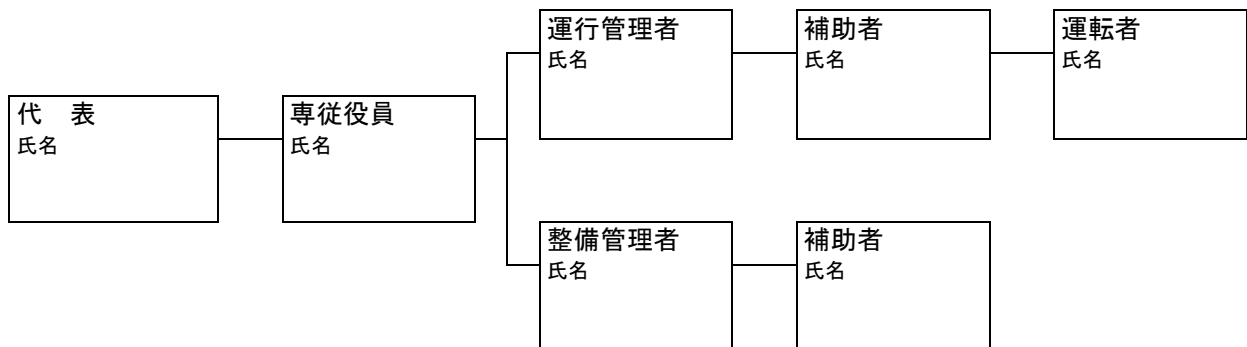 運行管理者
氏名
補助者
氏名
運転者
氏名
代　表
氏名
専従役員
氏名
整備管理者
氏名
補助者
氏名